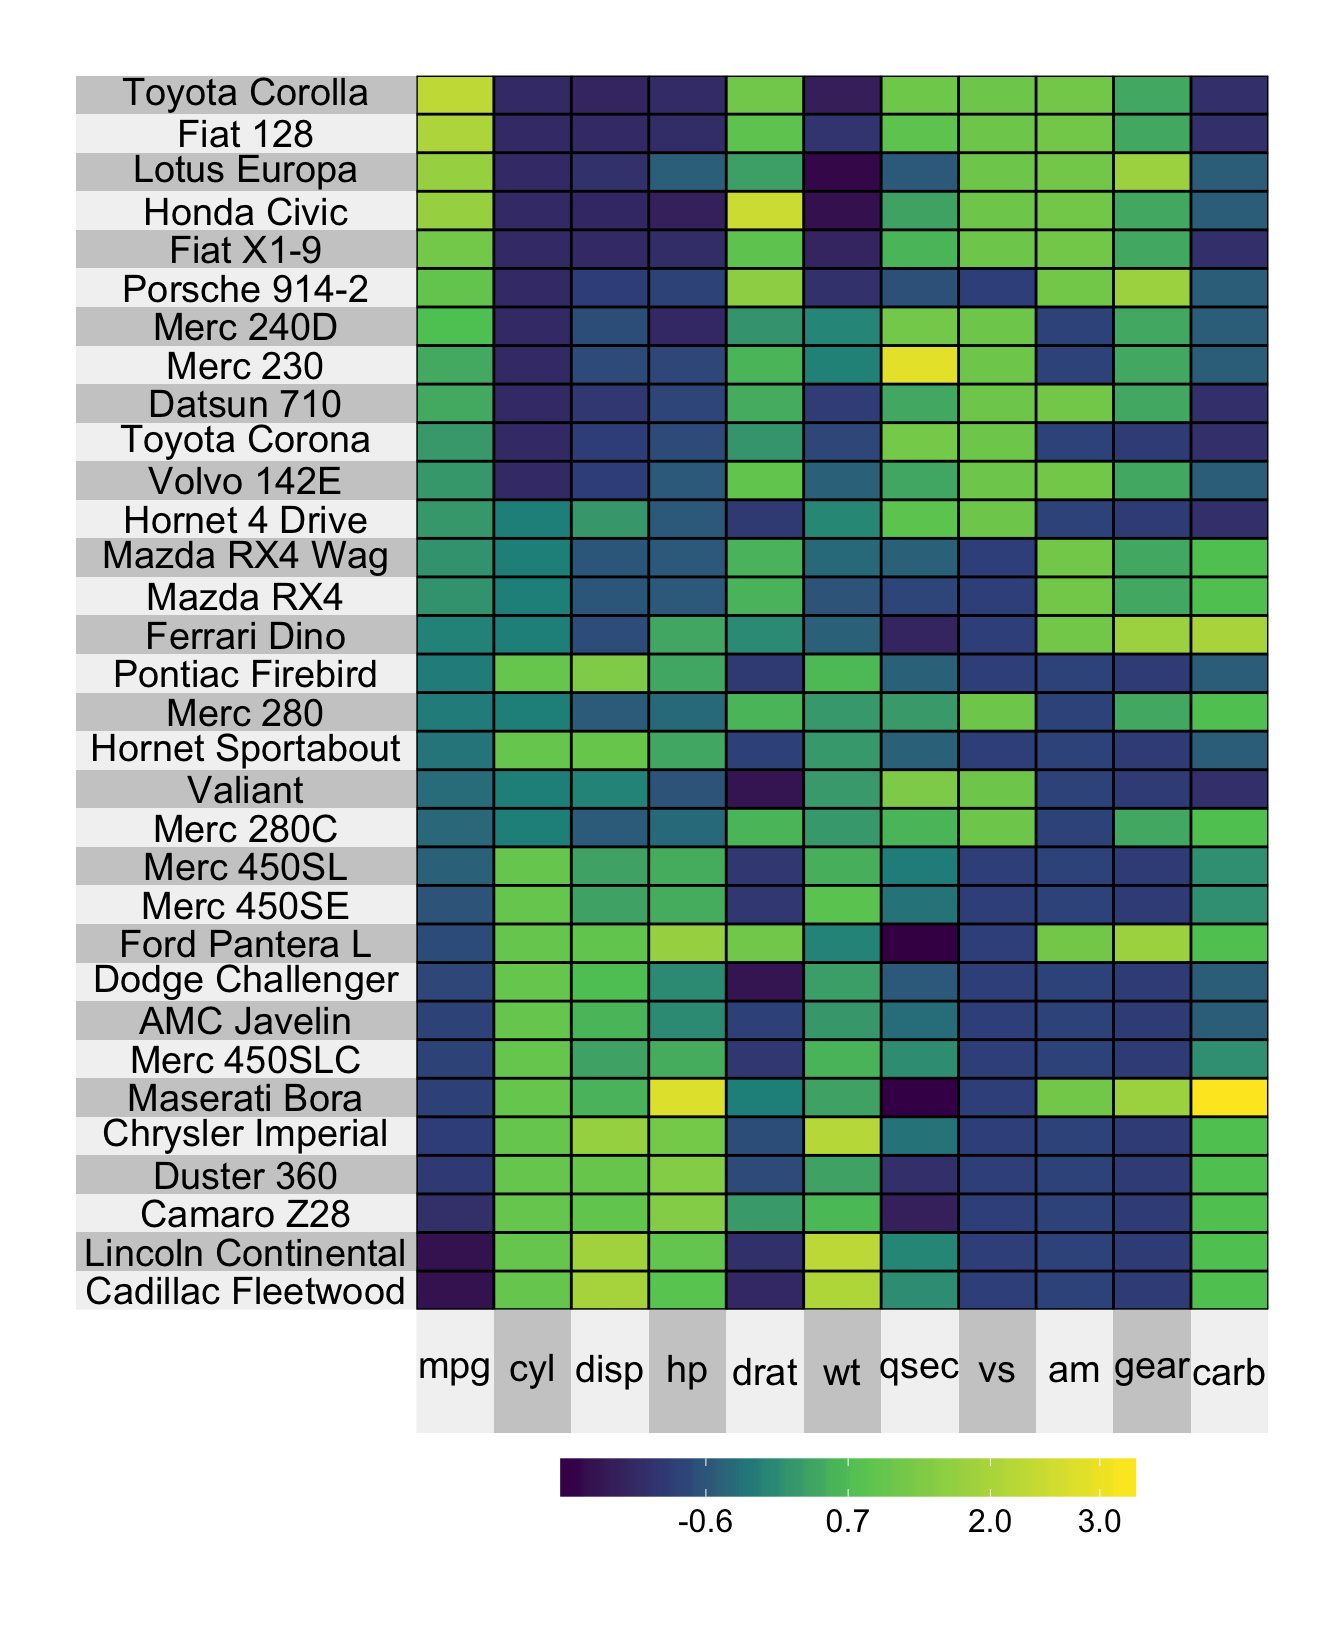 Toyota Corolla
Fiat 128
Lotus Europa
Honda Civic
Fiat X1-9
Porsche 914-2
Merc 240D
Merc 230
Datsun 710
Toyota Corona
Volvo 142E
Hornet 4 Drive
Mazda RX4 Wag
Mazda RX4
Ferrari Dino
Pontiac Firebird
Merc 280
Hornet Sportabout
Valiant
Merc 280C
Merc 450SL
Merc 450SE
Ford Pantera L
Dodge Challenger
AMC Javelin
Merc 450SLC
Maserati Bora
Chrysler Imperial
Duster 360
Camaro Z28
Lincoln Continental
Cadillac Fleetwood
mpg cyl disp hp drat wt qsec vs am gear carb
-0.6 0.7 2.0 3.0